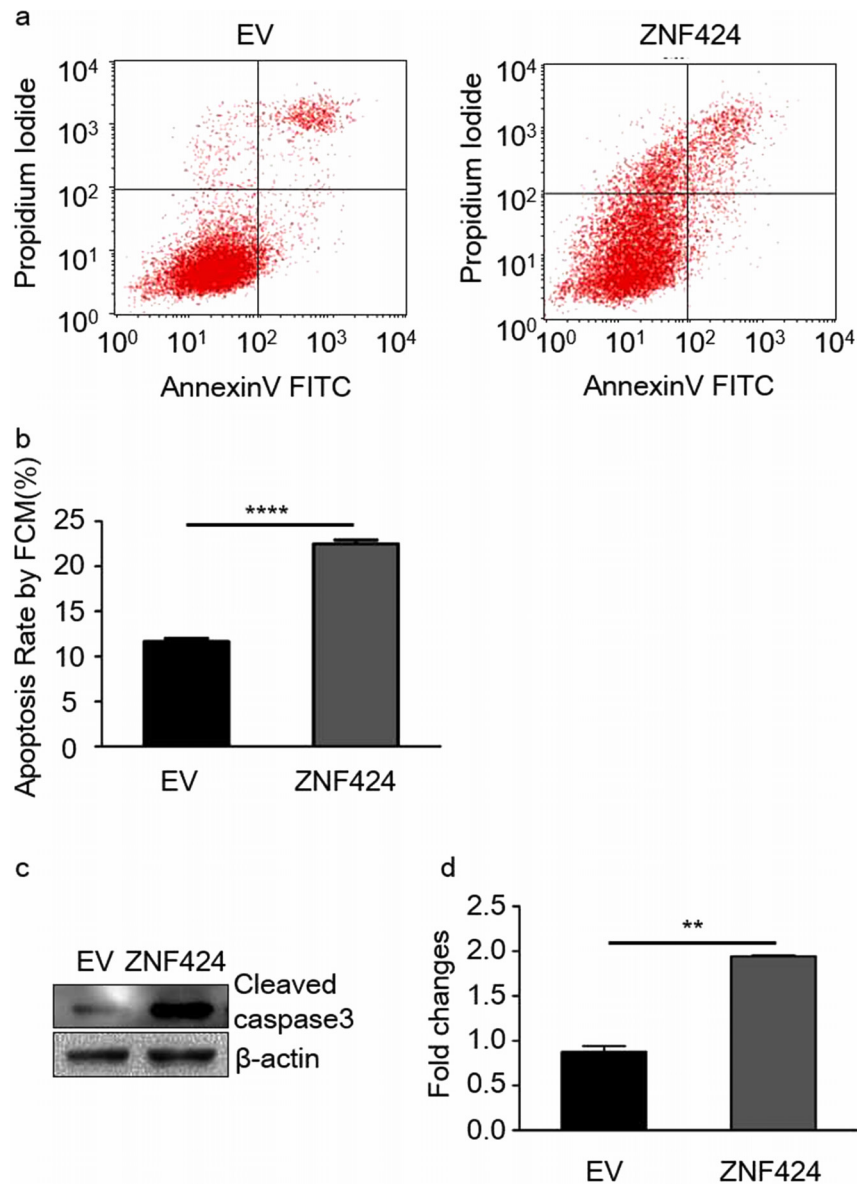 a
EV
ZNF424
Propidium Iodide
10⁴
10³
10²
10¹
10⁰
10⁰ 10¹ 10² 10³ 10⁴
AnnexinV FITC
Propidium Iodide
10⁴
10³
10²
10¹
10⁰
10⁰ 10¹ 10² 10³ 10⁴
AnnexinV FITC
b
Apoptosis Rate by FCM(%)
25
20
15
10
5
0
****
EV ZNF424
c
EV ZNF424
Cleaved
caspase3
β-actin
d
Fold changes
2.5
2.0
1.5
1.0
0.5
0.0
**
EV ZNF424